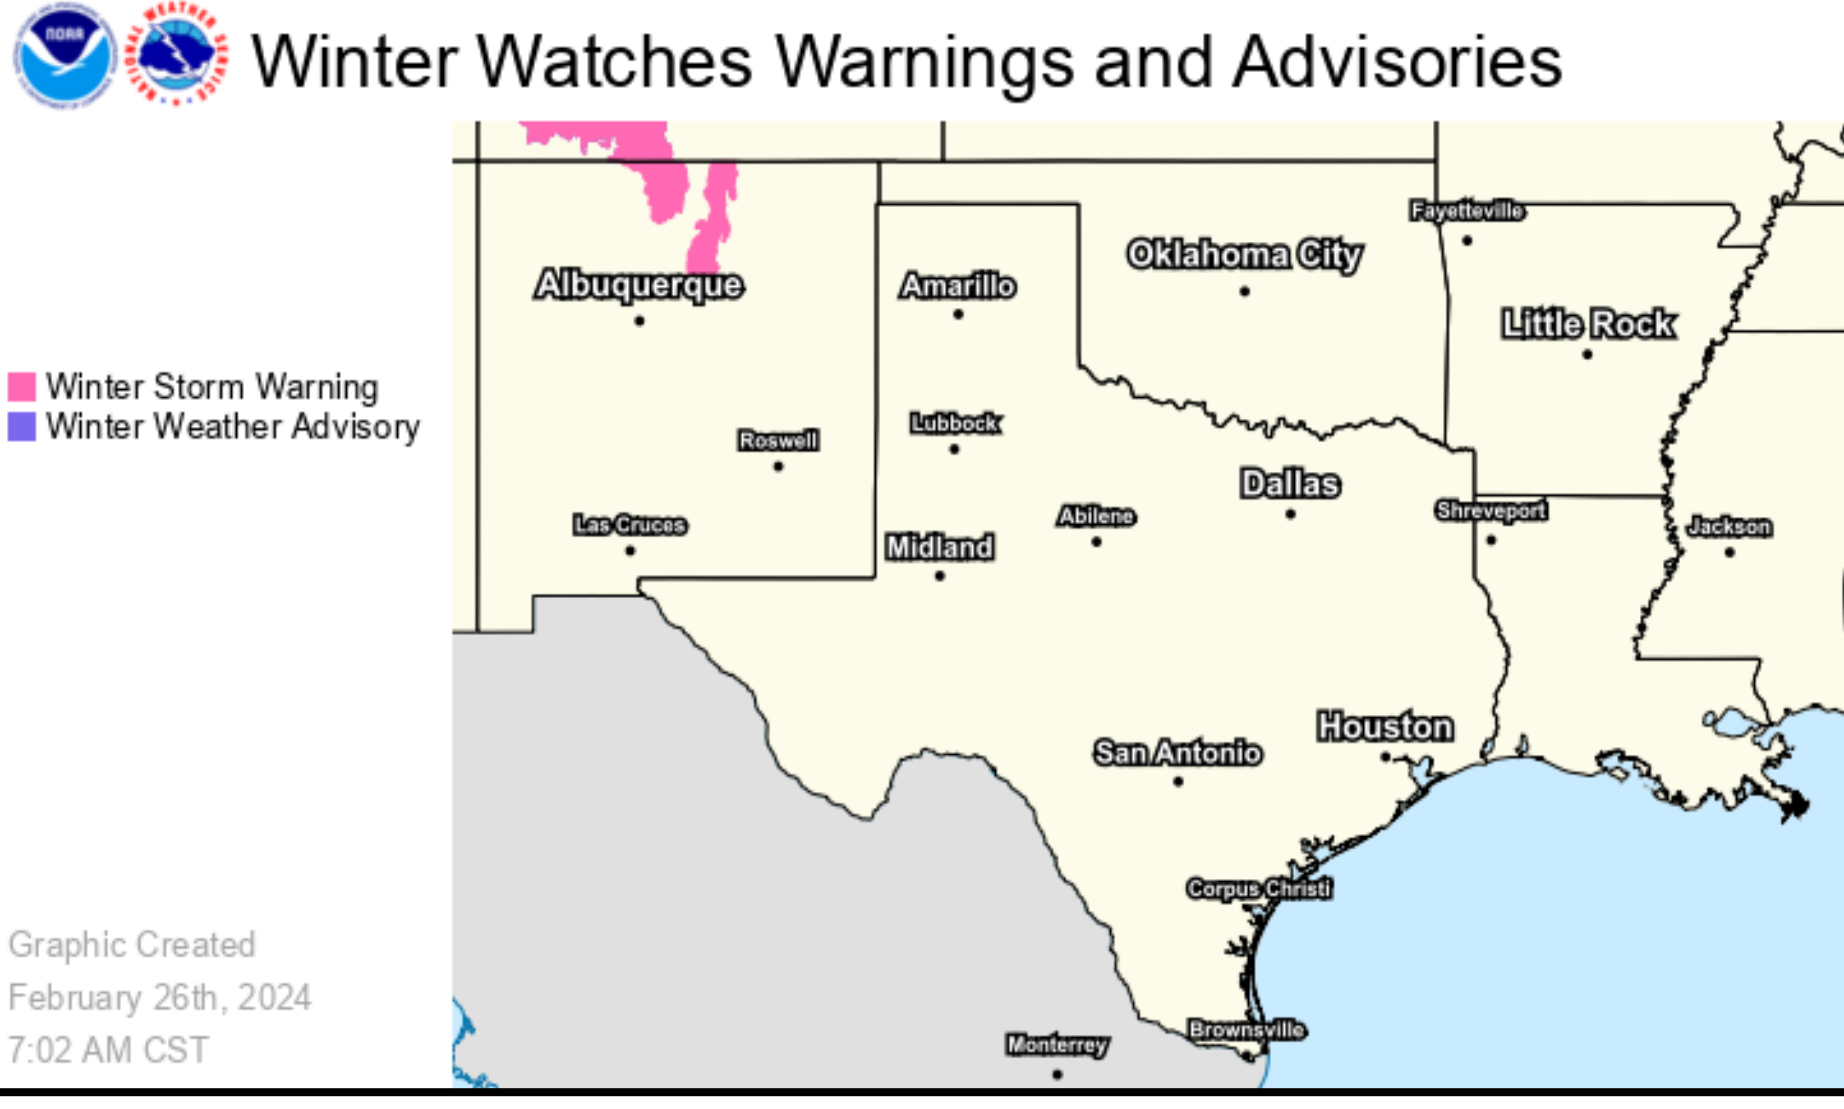 NOAA
NATIONAL WEATHER SERVICE
Winter Watches Warnings and Advisories
Fayetteville
Oklahoma City
Albuquerque
Amarillo
Little Rock
Winter Storm Warning
Winter Weather Advisory
Lubbock
Roswell
Dallas
Shreveport
Abilene
Las Cruces
Jackson
Midland
Houston
San Antonio
Corpus Christi
Graphic Created
February 26th, 2024
7:02 AM CST
Brownsville
Monterrey